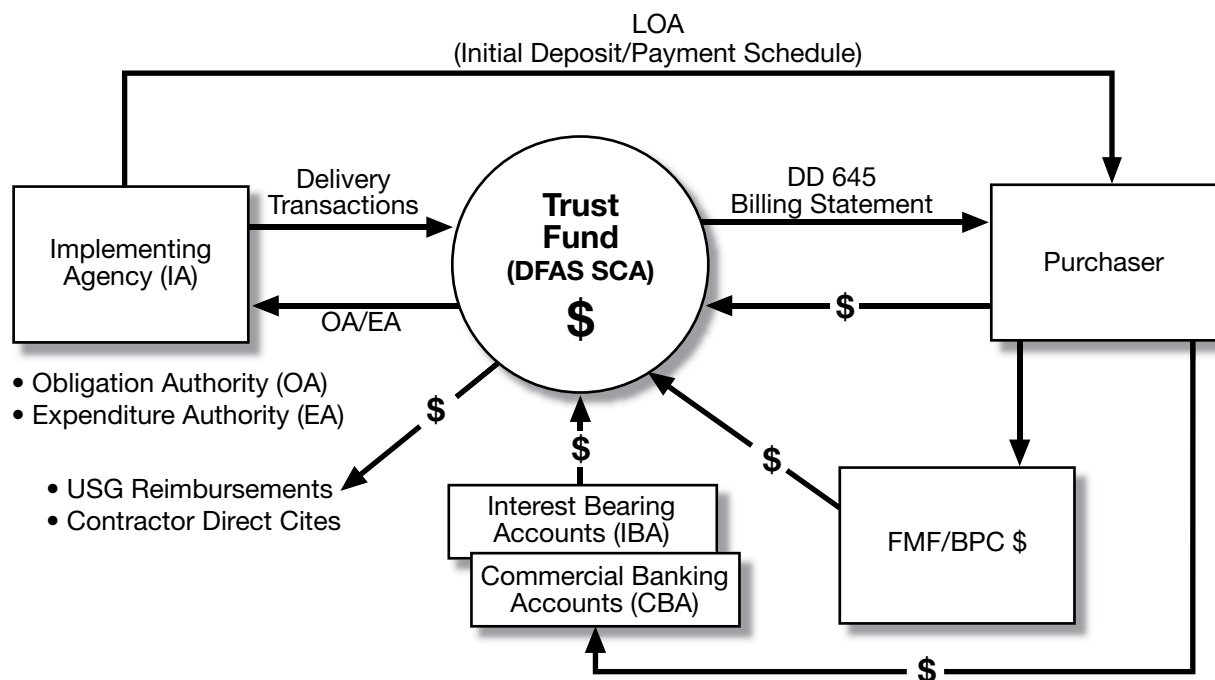 LOA
(Initial Deposit/Payment Schedule)
Delivery
Transactions
DD 645
Billing Statement
Implementing
Agency (IA)
Trust
Fund
(DFAS SCA)
$
Purchaser
$
OA/EA
• Obligation Authority (OA)
• Expenditure Authority (EA)
$
$
$
• USG Reimbursements
• Contractor Direct Cites
Interest Bearing
Accounts (IBA)
Commercial Banking
Accounts (CBA)
FMF/BPC $
$